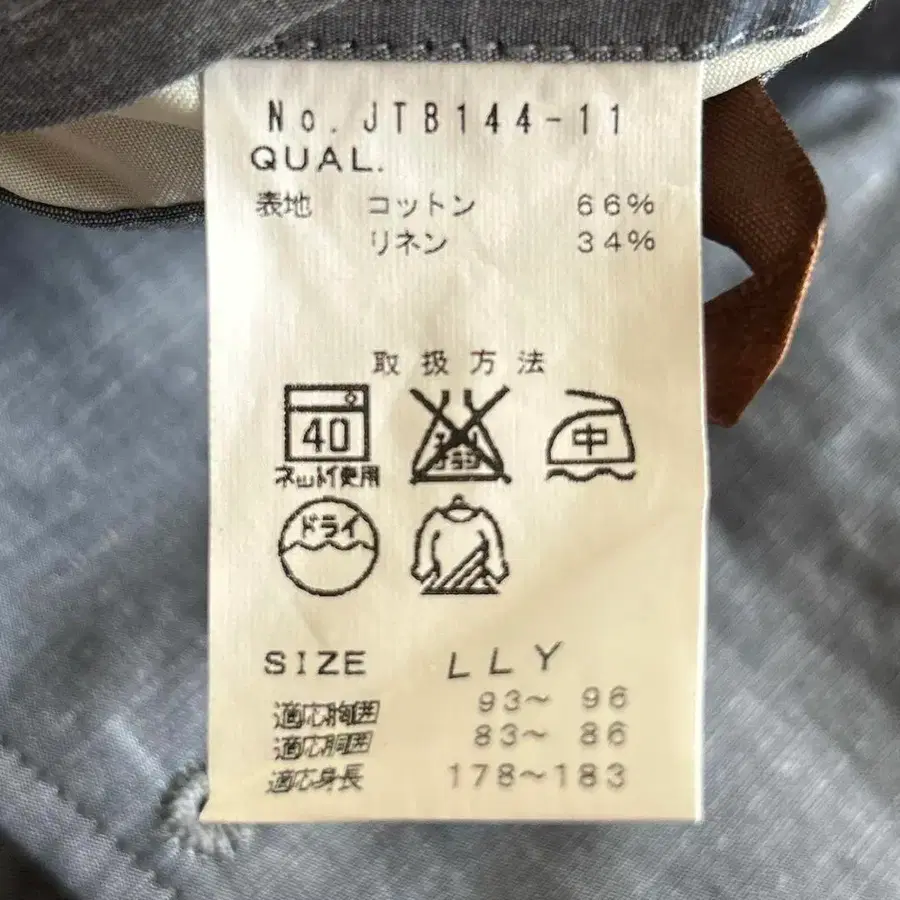 No. JTB144-11
QUAL.
表地 コットン 66%
リネン 34%
取扱方法
40 中
ネット使用
ドライ
SIZE LLY
適応胸囲 93〜 96
適応胴囲 83〜 86
適応身長 178〜183